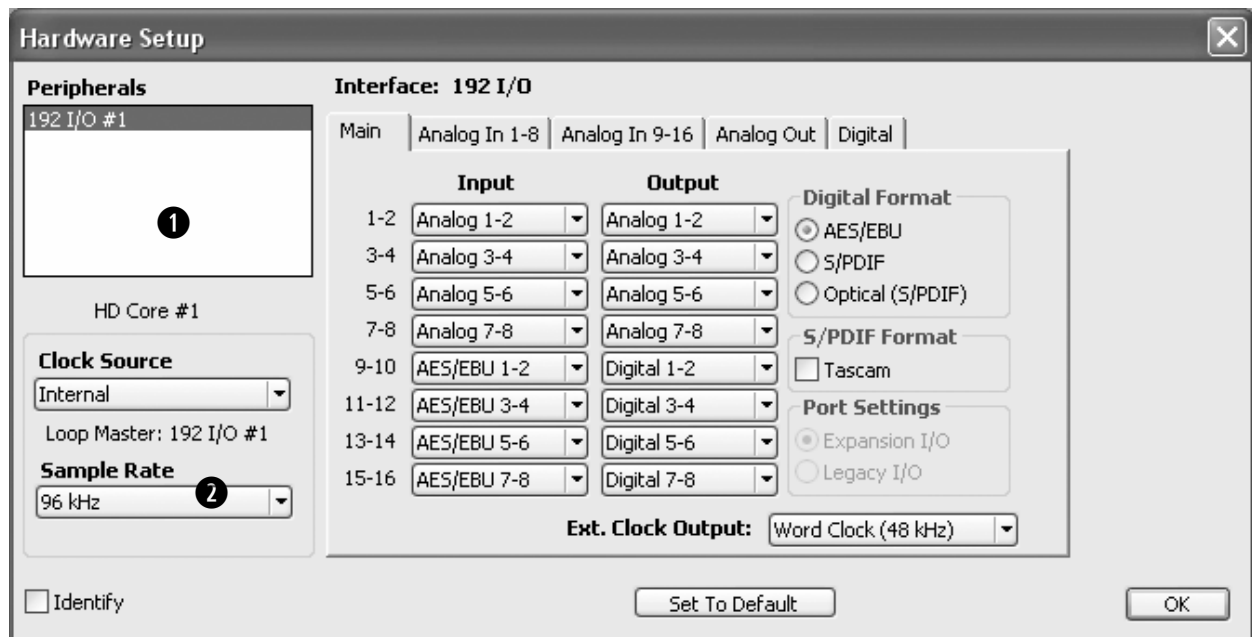 Hardware Setup
Peripherals
192 I/O #1
❶
HD Core #1
Clock Source
Internal
Loop Master: 192 I/O #1
Sample Rate
96 kHz
❷
Identify
Interface: 192 I/O
Main Analog In 1-8 Analog In 9-16 Analog Out Digital
Input Output
1-2 Analog 1-2 Analog 1-2
3-4 Analog 3-4 Analog 3-4
5-6 Analog 5-6 Analog 5-6
7-8 Analog 7-8 Analog 7-8
9-10 AES/EBU 1-2 Digital 1-2
11-12 AES/EBU 3-4 Digital 3-4
13-14 AES/EBU 5-6 Digital 5-6
15-16 AES/EBU 7-8 Digital 7-8
Digital Format
AES/EBU
S/PDIF
Optical (S/PDIF)
S/PDIF Format
Tascam
Port Settings
Expansion I/O
Legacy I/O
Ext. Clock Output: Word Clock (48 kHz)
Set To Default
OK